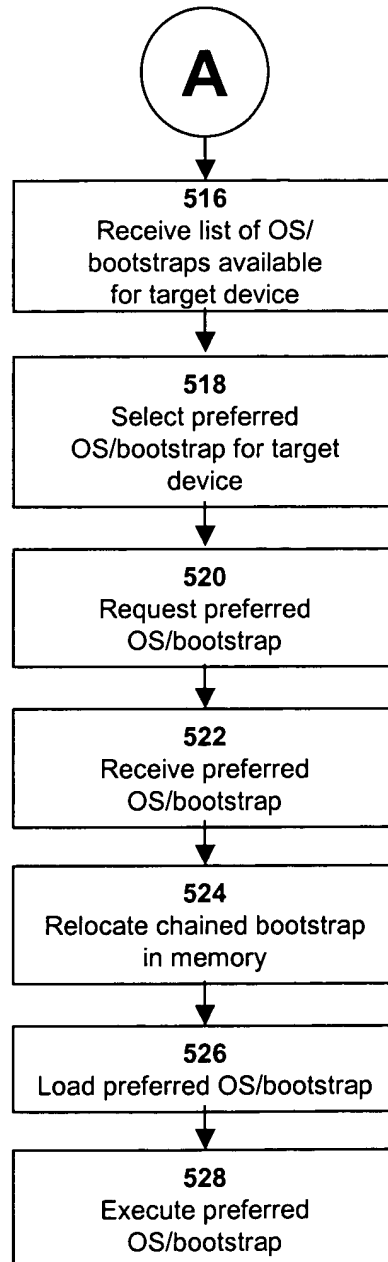 A
516
Receive list of OS/
bootstraps available
for target device
518
Select preferred
OS/bootstrap for target
device
520
Request preferred
OS/bootstrap
522
Receive preferred
OS/bootstrap
524
Relocate chained bootstrap
in memory
526
Load preferred OS/bootstrap
528
Execute preferred
OS/bootstrap